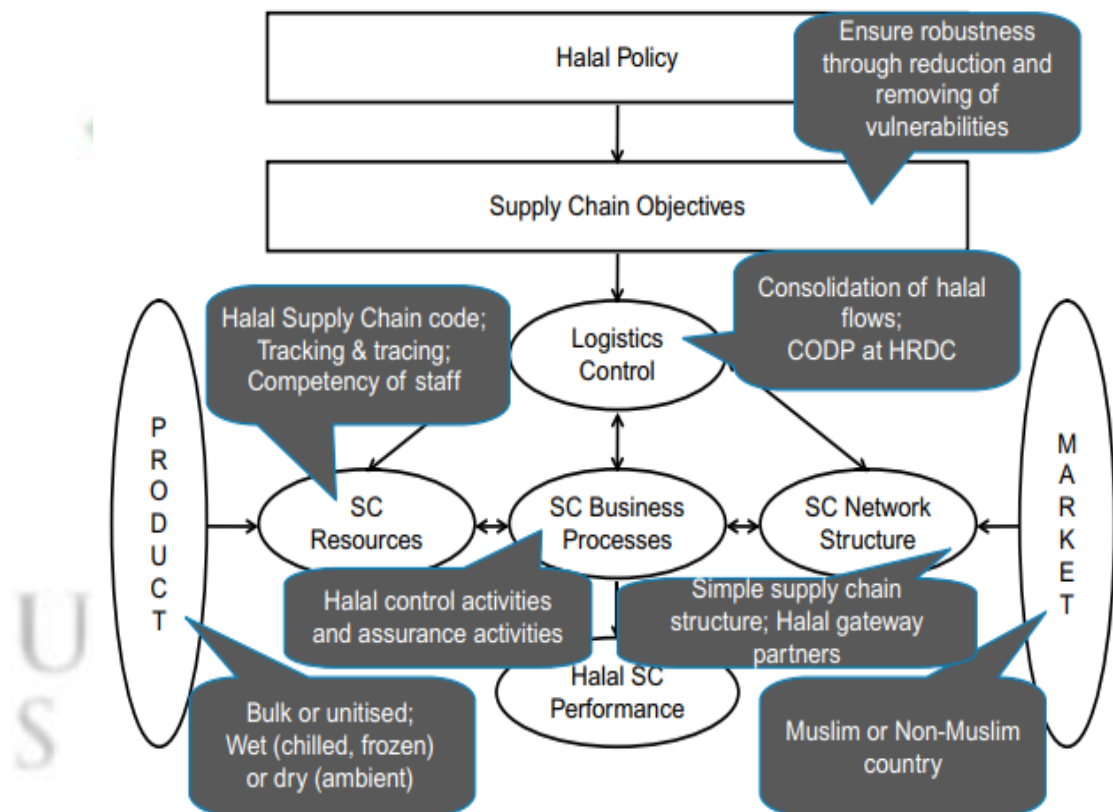 Halal Policy
Ensure robustness
through reduction and
removing of
vulnerabilities
Supply Chain Objectives
Halal Supply Chain code;
Tracking & tracing;
Competency of staff
Logistics
Control
Consolidation of halal
flows;
CODP at HRDC
P
R
O
D
U
C
T
SC
Resources
SC Business
Processes
SC Network
Structure
M
A
R
K
E
T
Halal control activities
and assurance activities
Simple supply chain
structure; Halal gateway
partners
Halal SC
Performance
Bulk or unitised;
Wet (chilled, frozen)
or dry (ambient)
Muslim or Non-Muslim
country
U
S